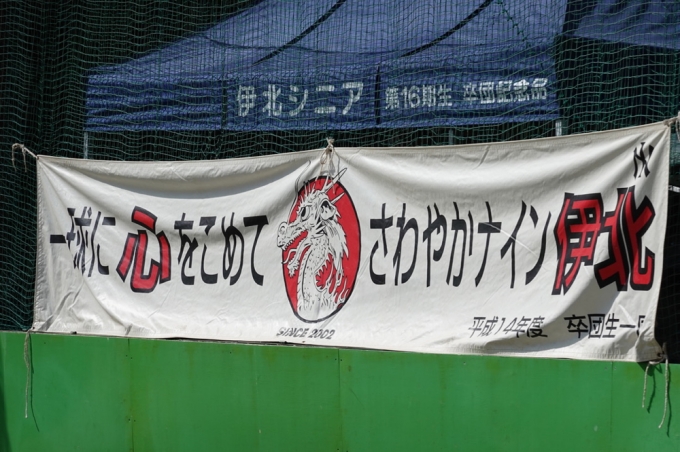 伊北シニア 第16期生 卒団記念品
一球に心をこめて さわやかナイン伊北
SINCE 2002
平成14年度 卒団生一